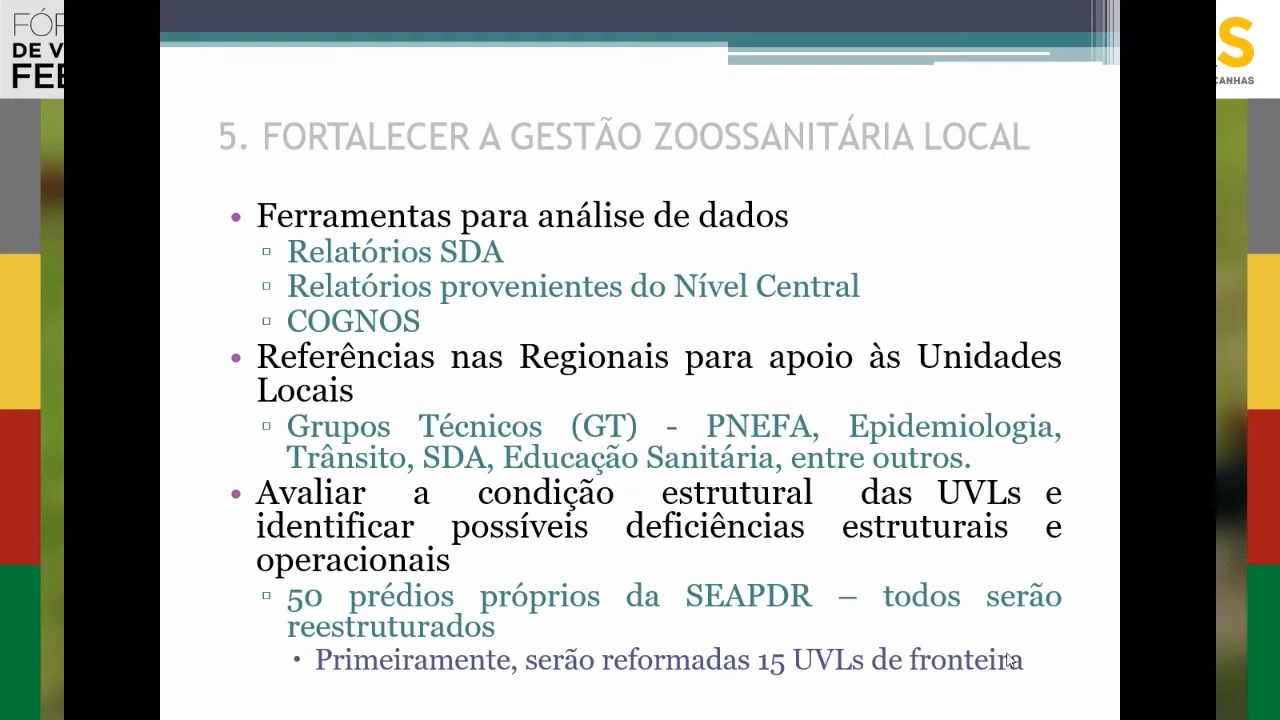 FÓR
DE V
FEE
S
CANHAS
5. FORTALECER A GESTÃO ZOOSSANITÁRIA LOCAL
• Ferramentas para análise de dados
▫ Relatórios SDA
▫ Relatórios provenientes do Nível Central
▫ COGNOS
• Referências nas Regionais para apoio às Unidades
Locais
▫ Grupos Técnicos (GT) - PNEFA, Epidemiologia,
Trânsito, SDA, Educação Sanitária, entre outros.
• Avaliar a condição estrutural das UVLs e
identificar possíveis deficiências estruturais e
operacionais
▫ 50 prédios próprios da SEAPDR – todos serão
reestruturados
• Primeiramente, serão reformadas 15 UVLs de fronteira